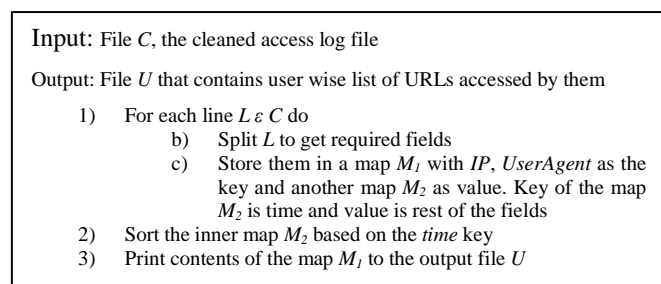 Input: File C, the cleaned access log file
Output: File U that contains user wise list of URLs accessed by them
1) For each line L ε C do
b) Split L to get required fields
c) Store them in a map M1 with IP, UserAgent as the
key and another map M2 as value. Key of the map
M2 is time and value is rest of the fields
2) Sort the inner map M2 based on the time key
3) Print contents of the map M1 to the output file U